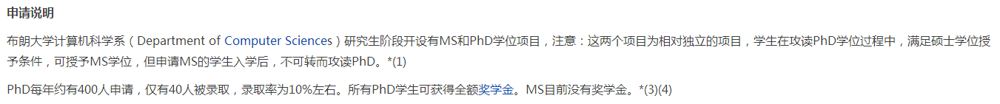 申请说明
布朗大学计算机科学系（Department of Computer Sciences）研究生阶段开设有MS和PhD学位项目，注意：这两个项目为相对独立的项目，学生在攻读PhD学位过程中，满足硕士学位授
予条件，可授予MS学位，但申请MS的学生入学后，不可转而攻读PhD。*(1)
PhD每年约有400人申请，仅有40人被录取，录取率为10%左右。所有PhD学生可获得全额奖学金。MS目前没有奖学金。*(3)(4)